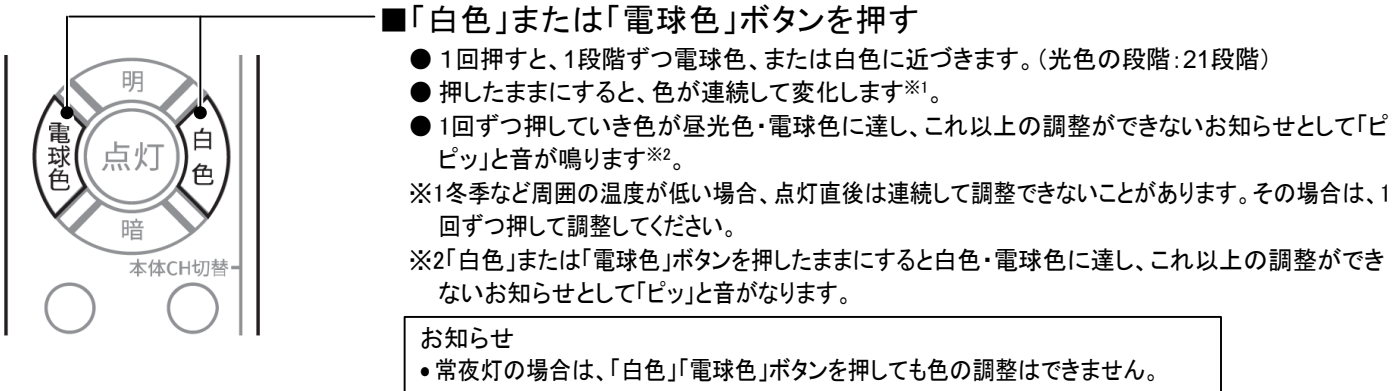 ■「白色」または「電球色」ボタンを押す
● 1回押すと、1段階ずつ電球色、または白色に近づきます。(光色の段階:21段階)
● 押したままにすると、色が連続して変化します※1。
● 1回ずつ押していき色が昼光色・電球色に達し、これ以上の調整ができないお知らせとして「ピ
ピッ」と音が鳴ります※2。
※1冬季など周囲の温度が低い場合、点灯直後は連続して調整できないことがあります。その場合は、1
回ずつ押して調整してください。
※2「白色」または「電球色」ボタンを押したままにすると白色・電球色に達し、これ以上の調整ができ
ないお知らせとして「ピッ」と音がなります。
お知らせ
• 常夜灯の場合は、「白色」「電球色」ボタンを押しても色の調整はできません。
明
電球色
点灯
白色
暗
本体CH切替